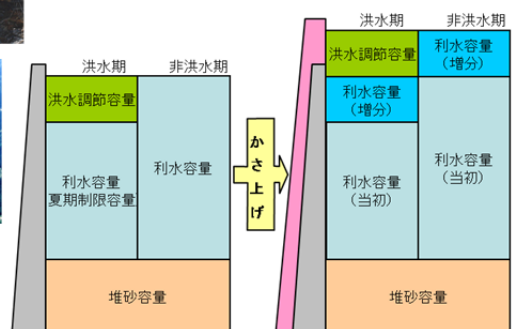 洪水期
非洪水期
洪水調節容量
利水容量
夏期制限容量
利水容量
堆砂容量
かさ上げ
洪水期
非洪水期
洪水調節容量
利水容量
（増分）
利水容量
（増分）
利水容量
（当初）
利水容量
（当初）
堆砂容量